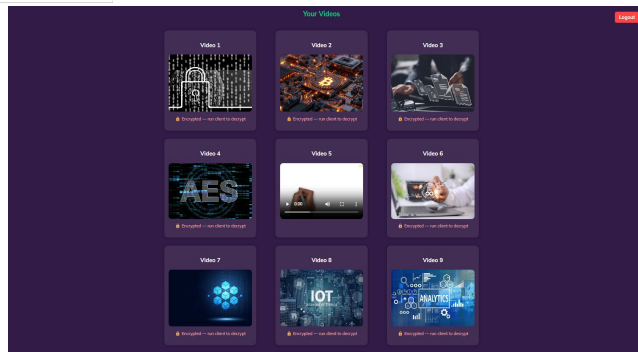 Your Videos
Logout
Video 1
Video 2
Video 3
🔒 Encrypted — run client to decrypt
🔒 Encrypted — run client to decrypt
🔒 Encrypted — run client to decrypt
Video 4
Video 5
Video 6
AES
0:00
🔒 Encrypted — run client to decrypt
🔒 Encrypted — run client to decrypt
Video 7
Video 8
Video 9
IOT
ANALYTICS
🔒 Encrypted — run client to decrypt
🔒 Encrypted — run client to decrypt
🔒 Encrypted — run client to decrypt